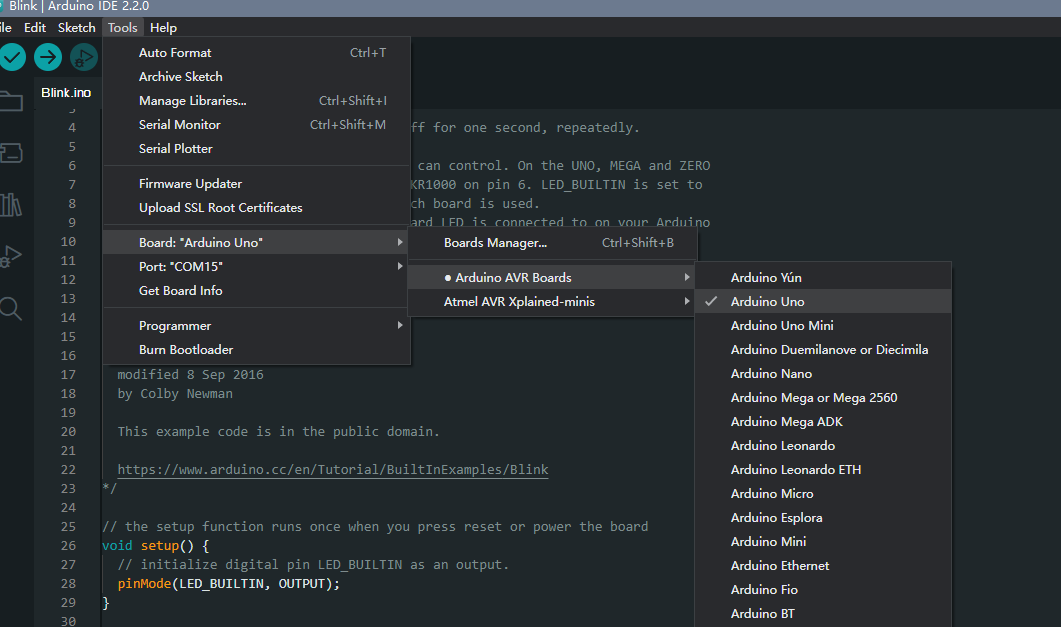 Blink | Arduino IDE 2.2.0
ile Edit Sketch Tools Help
Auto Format Ctrl+T
Archive Sketch
Manage Libraries... Ctrl+Shift+I
Serial Monitor Ctrl+Shift+M
Serial Plotter
Firmware Updater
Upload SSL Root Certificates
Board: "Arduino Uno"
Port: "COM15"
Get Board Info
Programmer
Burn Bootloader
Boards Manager... Ctrl+Shift+B
● Arduino AVR Boards
Atmel AVR Xplained-minis
Arduino Yún
Arduino Uno
Arduino Uno Mini
Arduino Duemilanove or Diecimila
Arduino Nano
Arduino Mega or Mega 2560
Arduino Mega ADK
Arduino Leonardo
Arduino Leonardo ETH
Arduino Micro
Arduino Esplora
Arduino Mini
Arduino Ethernet
Arduino Fio
Arduino BT
Blink.ino
4 ff for one second, repeatedly.
5
6 can control. On the UNO, MEGA and ZERO
7 KR1000 on pin 6. LED_BUILTIN is set to
8 ch board is used.
9 ard LED is connected to on your Arduino
10
11
12
13
14
15
16
17 modified 8 Sep 2016
18 by Colby Newman
19
20 This example code is in the public domain.
21
22 https://www.arduino.cc/en/Tutorial/BuiltInExamples/Blink
23 */
24
25 // the setup function runs once when you press reset or power the board
26 void setup() {
27 // initialize digital pin LED_BUILTIN as an output.
28 pinMode(LED_BUILTIN, OUTPUT);
29 }
30